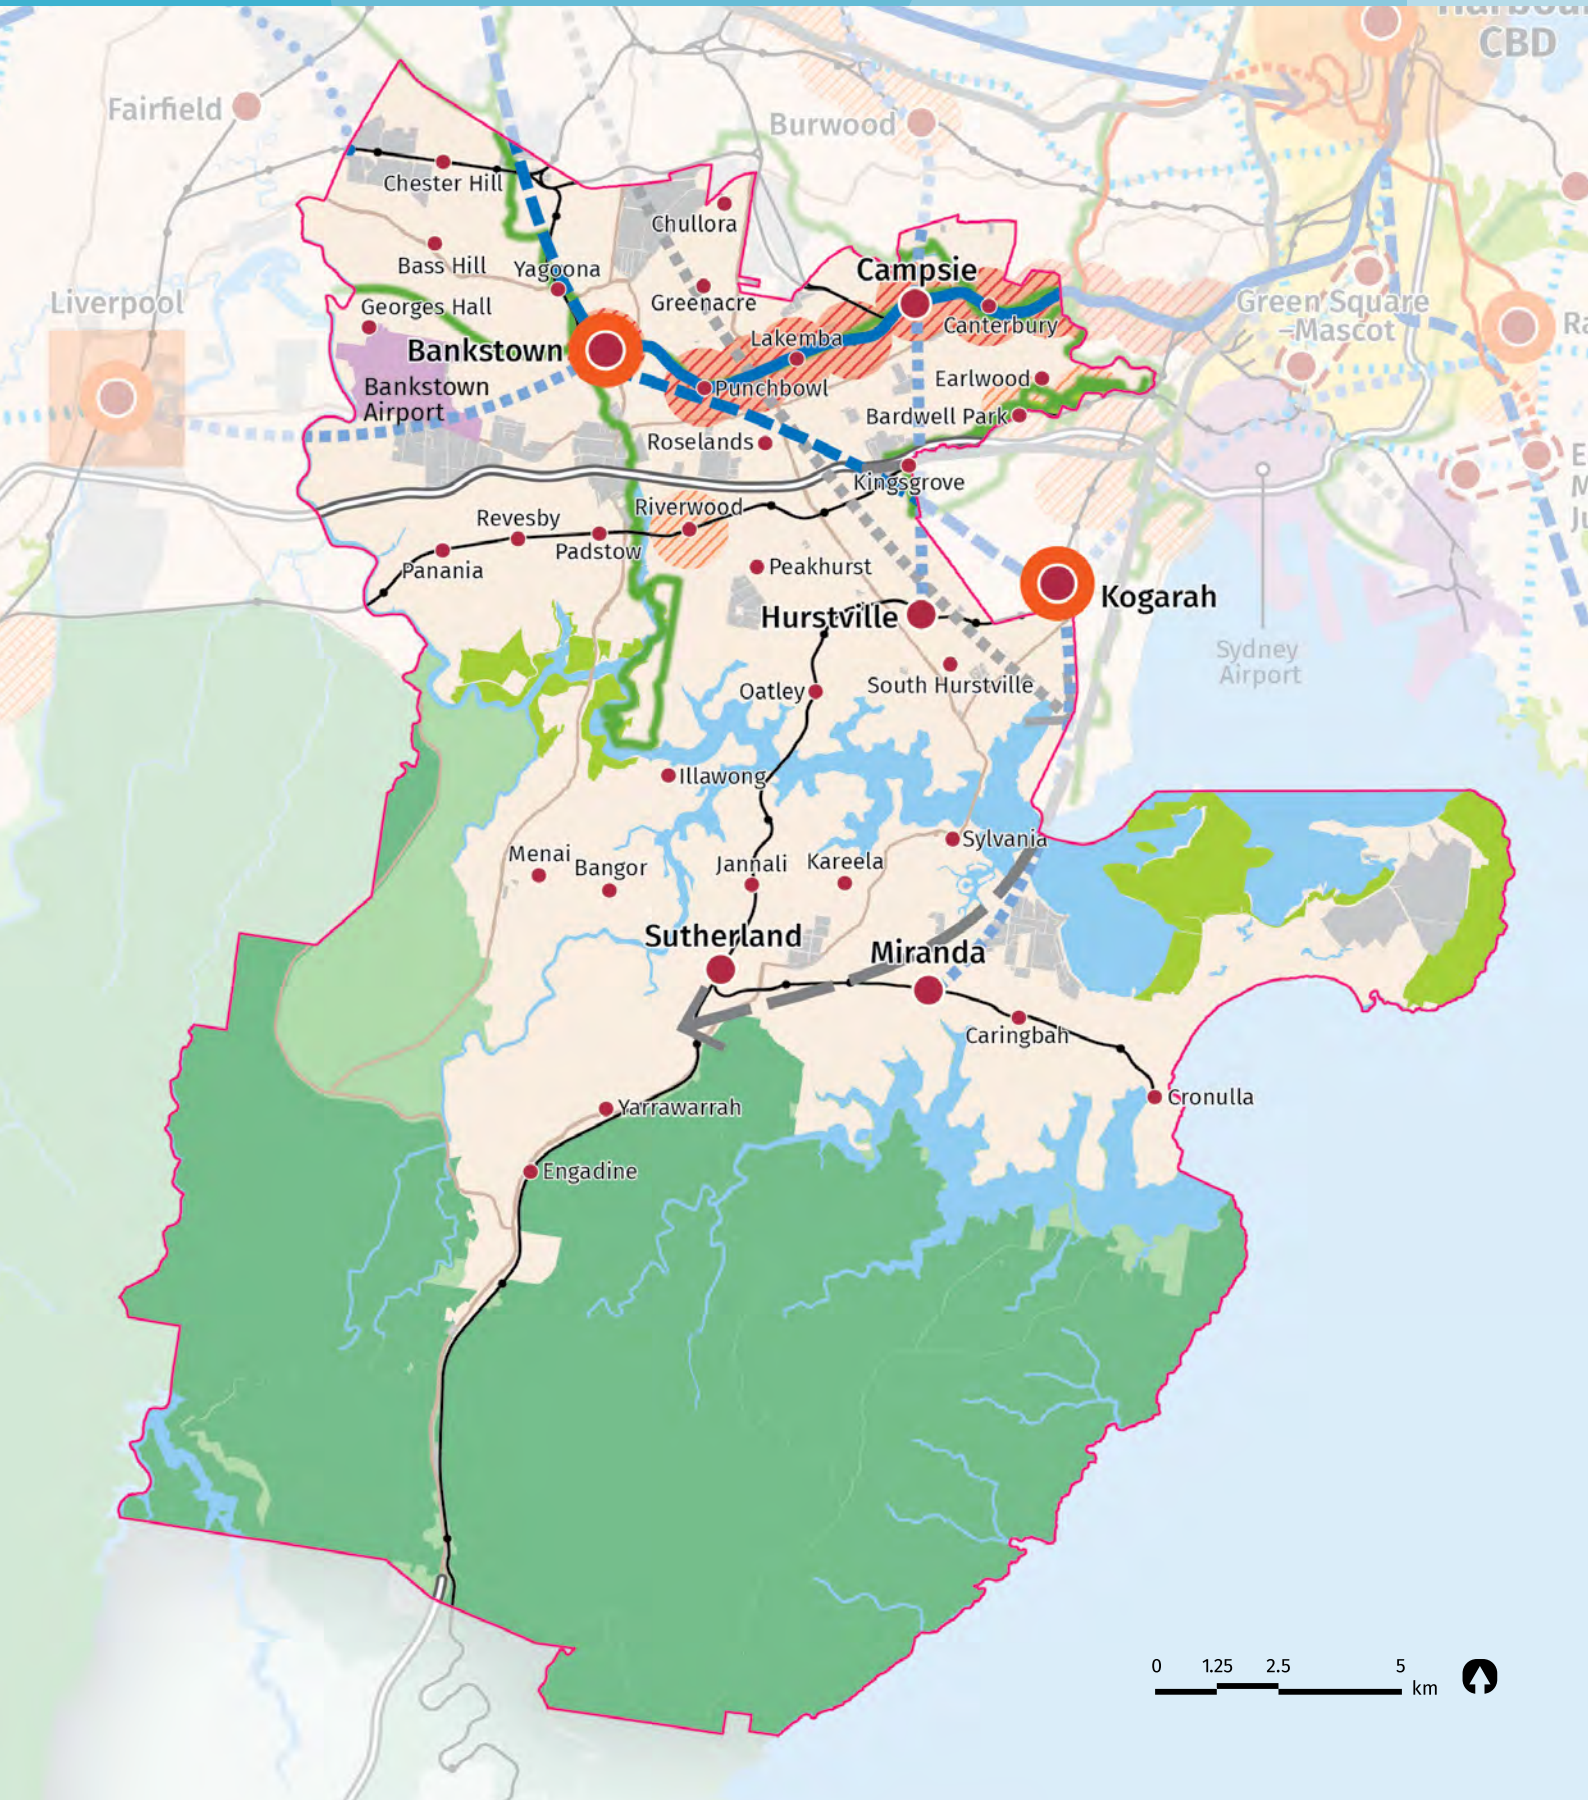 CBD
Fairfield
Burwood
Chester Hill
Chullora
Bass Hill
Yagoona
Campsie
Liverpool
Georges Hall
Greenacre
Green Square
–Mascot
Canterbury
Lakemba
Bankstown
Punchbowl
Earlwood
Bankstown
Airport
Bardwell Park
Roselands
Kingsgrove
Riverwood
Revesby
Padstow
Panania
Peakhurst
Kogarah
Hurstville
Sydney
Airport
South Hurstville
Oatley
Illawong
Sylvania
Menai
Bangor
Jannali
Kareela
Sutherland
Miranda
Caringbah
Cronulla
Yarrawarrah
Engadine
0 1.25 2.5 5
km